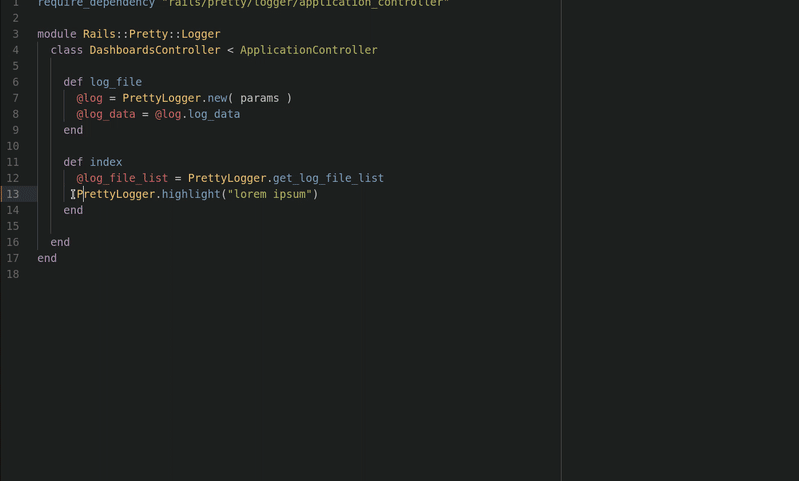 1 require_dependency "rails/pretty/logger/application_controller"
2
3 module Rails::Pretty::Logger
4 class DashboardsController < ApplicationController
5
6 def log_file
7 @log = PrettyLogger.new( params )
8 @log_data = @log.log_data
9 end
10
11 def index
12 @log_file_list = PrettyLogger.get_log_file_list
13 PrettyLogger.highlight("lorem ipsum")
14 end
15
16 end
17 end
18